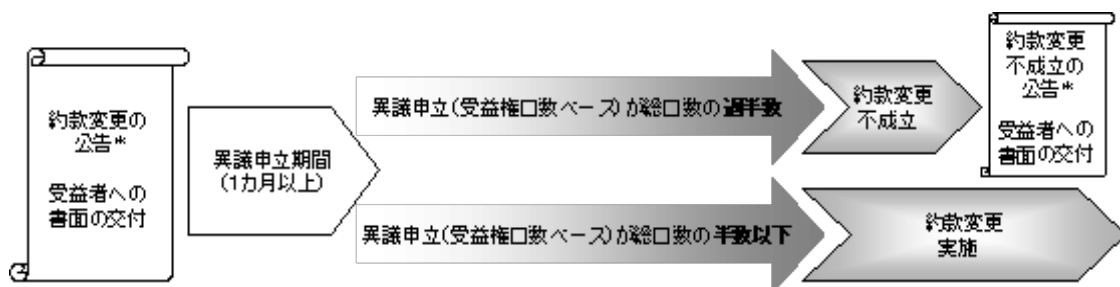 約款変更の
公告*
受益者への
書面の交付
異議申立期間
(1カ月以上)
異議申立(受益権口数ベース)が総口数の過半数
約款変更
不成立
約款変更
不成立の
公告*
受益者への
書面の交付
異議申立(受益権口数ベース)が総口数の半数以下
約款変更
実施